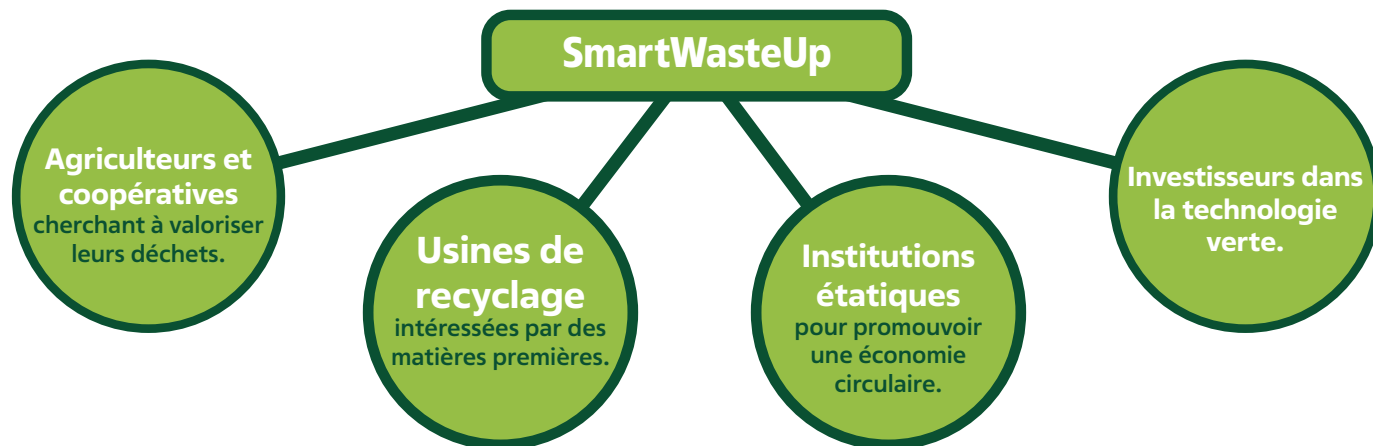 SmartWasteUp
Agriculteurs et
coopératives
cherchant à valoriser
leurs déchets.
Usines de
recyclage
intéressées par des
matières premières.
Institutions
étatiques
pour promouvoir
une économie
circulaire.
Investisseurs dans
la technologie
verte.